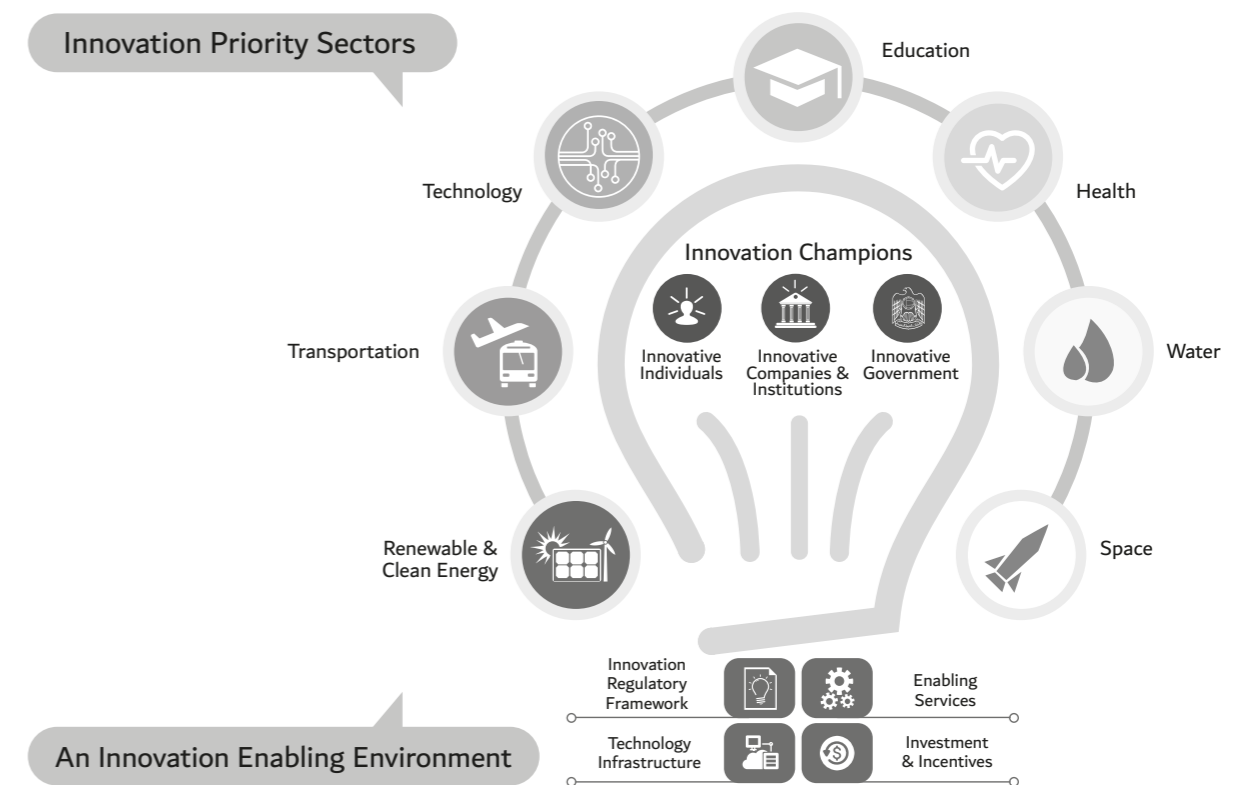 Innovation Priority Sectors
Education
Technology
Health
Innovation Champions
Innovative
Individuals
Innovative
Companies &
Institutions
Innovative
Government
Transportation
Water
Renewable &
Clean Energy
Space
Innovation
Regulatory
Framework
Enabling
Services
An Innovation Enabling Environment
Technology
Infrastructure
Investment
& Incentives